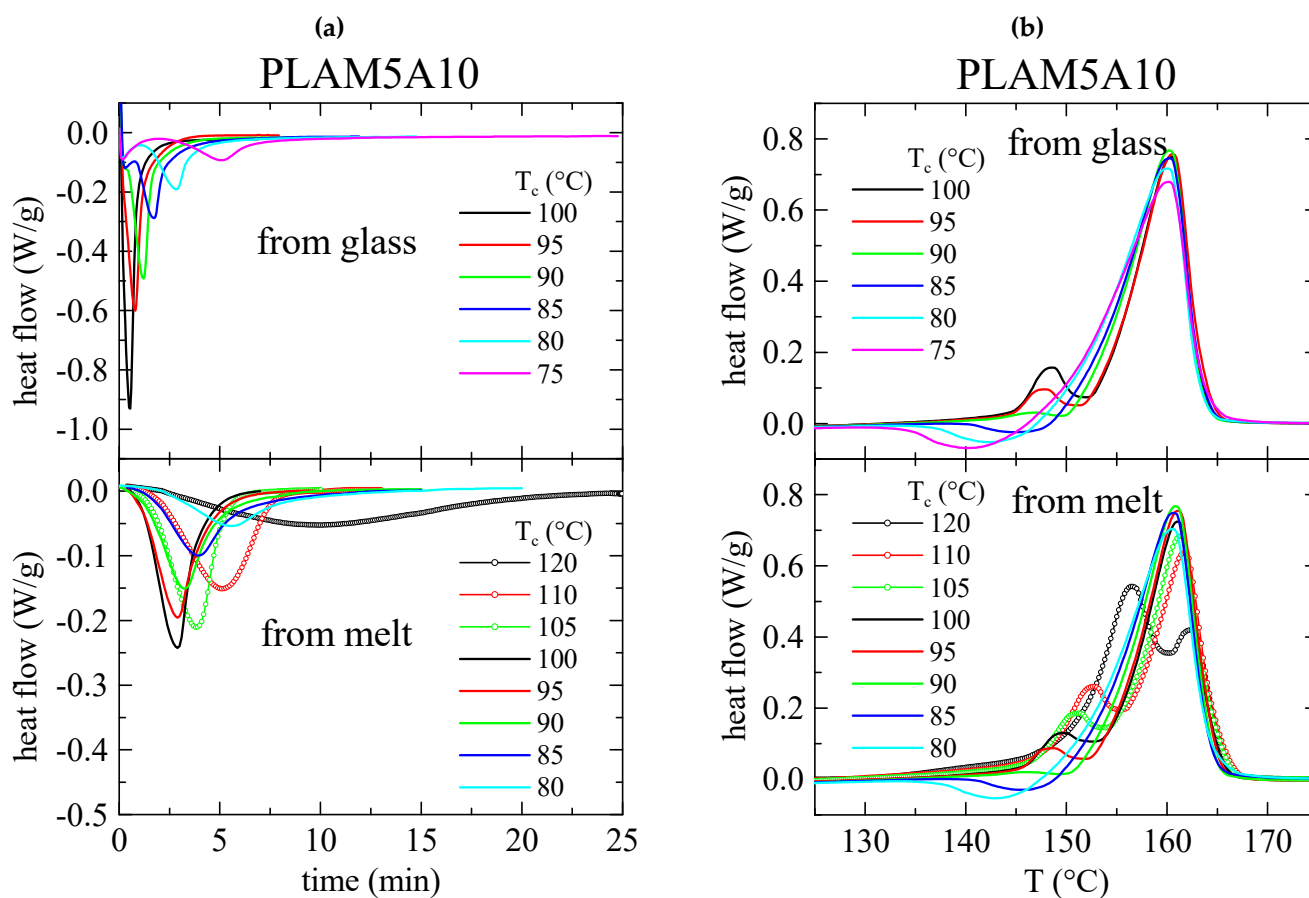 (a)
PLAM5A10
0.0
-0.2
-0.4
-0.6
-0.8
-1.0
heat flow (W/g)
from glass
T_c (°C)
100
95
90
85
80
75
0.0
-0.1
-0.2
-0.3
-0.4
-0.5
heat flow (W/g)
from melt
T_c (°C)
120
110
105
100
95
90
85
80
0 5 10 15 20 25
time (min)
(b)
PLAM5A10
0.8
0.6
0.4
0.2
0.0
heat flow (W/g)
from glass
T_c (°C)
100
95
90
85
80
75
0.8
0.6
0.4
0.2
0.0
heat flow (W/g)
from melt
T_c (°C)
120
110
105
100
95
90
85
80
130 140 150 160 170
T (°C)